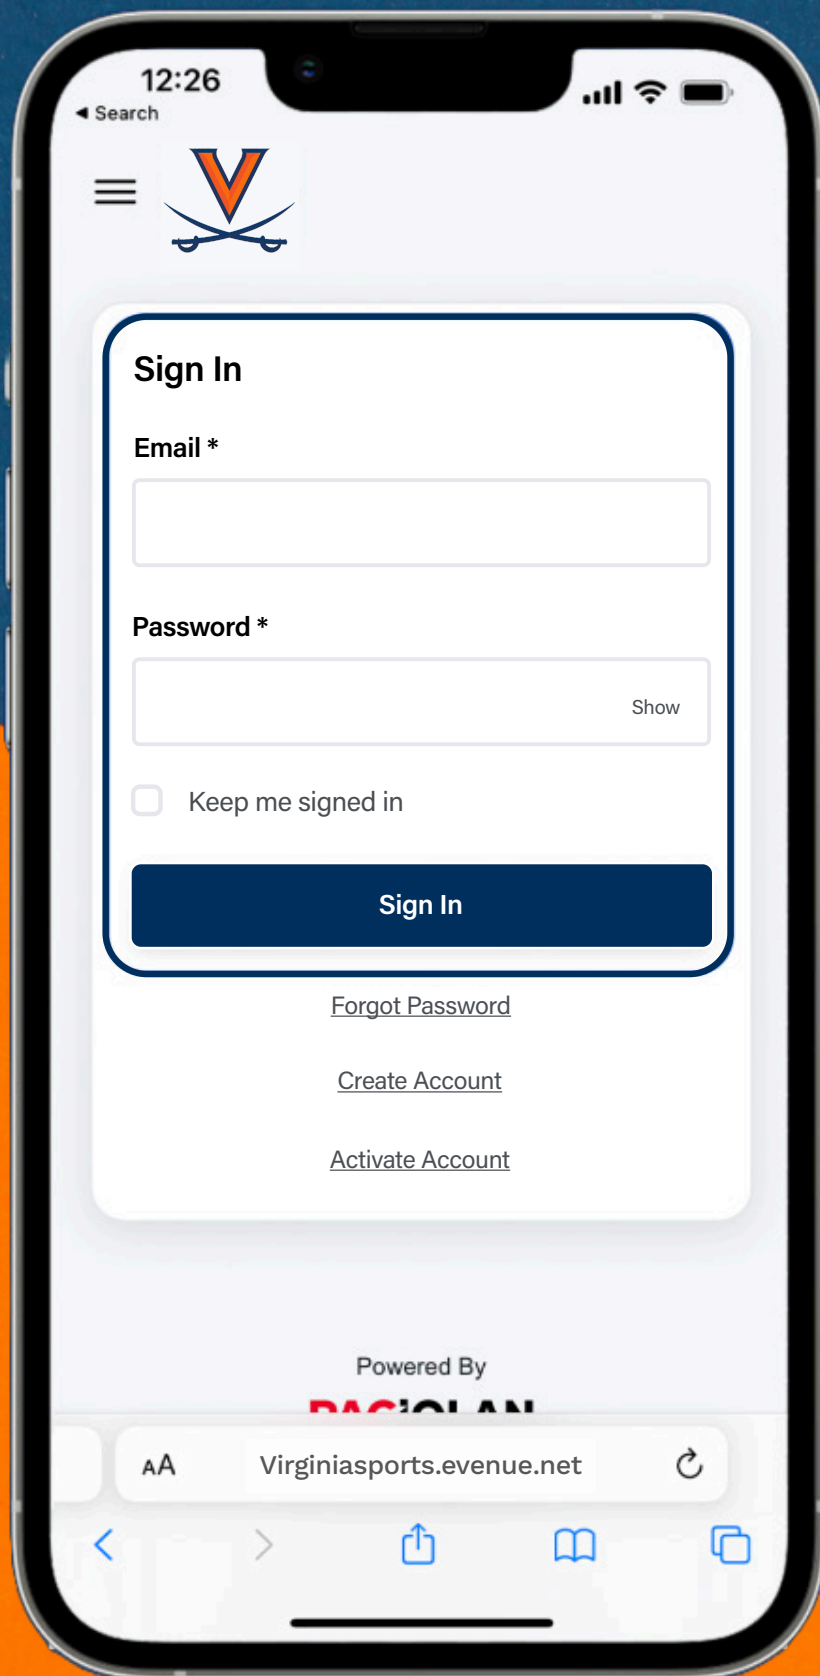 12:26
◀ Search
V
Sign In
Email *
Password *
Show
Keep me signed in
Sign In
Forgot Password
Create Account
Activate Account
Powered By
PACIOLAN
AA
Virginiasports.evenue.net